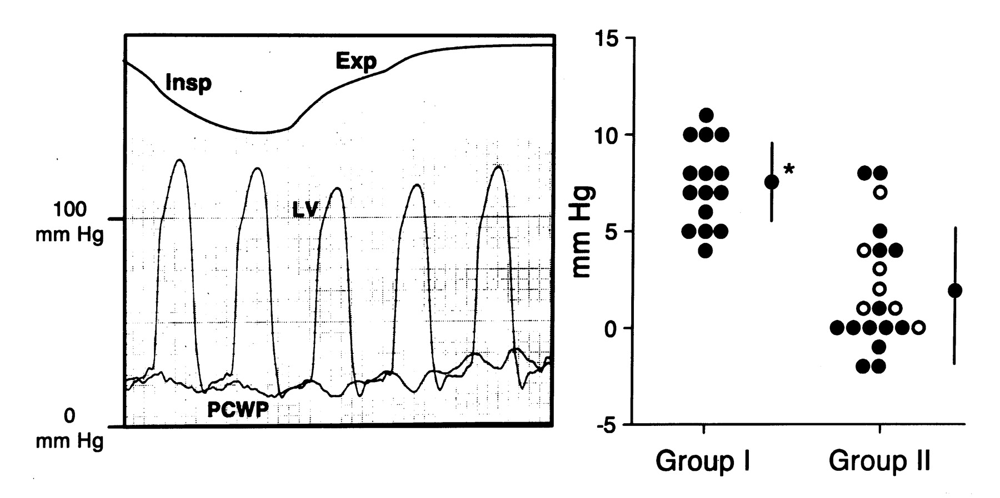 Insp
Exp
LV
PCWP
100
mm Hg
0
mm Hg
15
10
5
0
-5
mm Hg
*
Group I
Group II